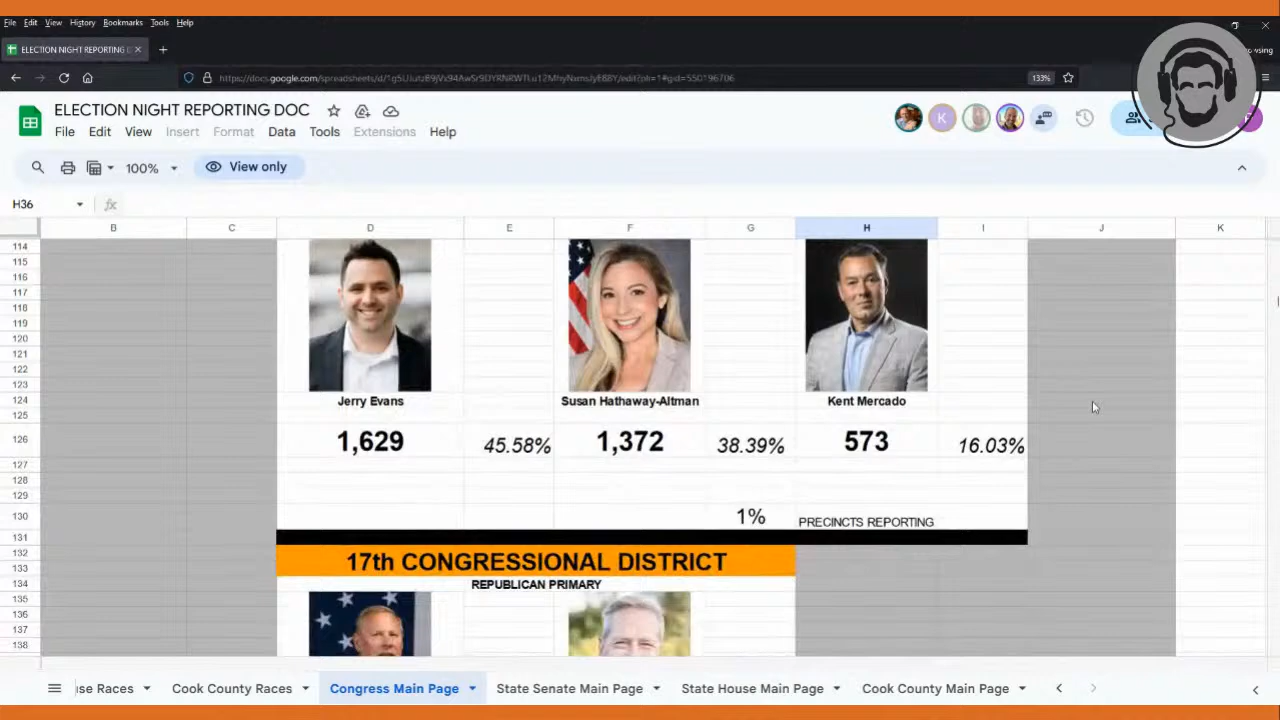 File Edit View History Bookmarks Tools Help
ELECTION NIGHT REPORTING
133%
ELECTION NIGHT REPORTING DOC
File Edit View Insert Format Data Tools Extensions Help
K
100% View only
H36 fx
B C D E F G H I J K
114
115
116
117
118
119
120
121
122
123
124 Jerry Evans Susan Hathaway-Altman Kent Mercado
125
126 1,629 45.58% 1,372 38.39% 573 16.03%
127
128
129
130 1% PRECINCTS REPORTING
131
132
17th CONGRESSIONAL DISTRICT
133
134 REPUBLICAN PRIMARY
135
136
137
138
use Races Cook County Races Congress Main Page State Senate Main Page State House Main Page Cook County Main Page